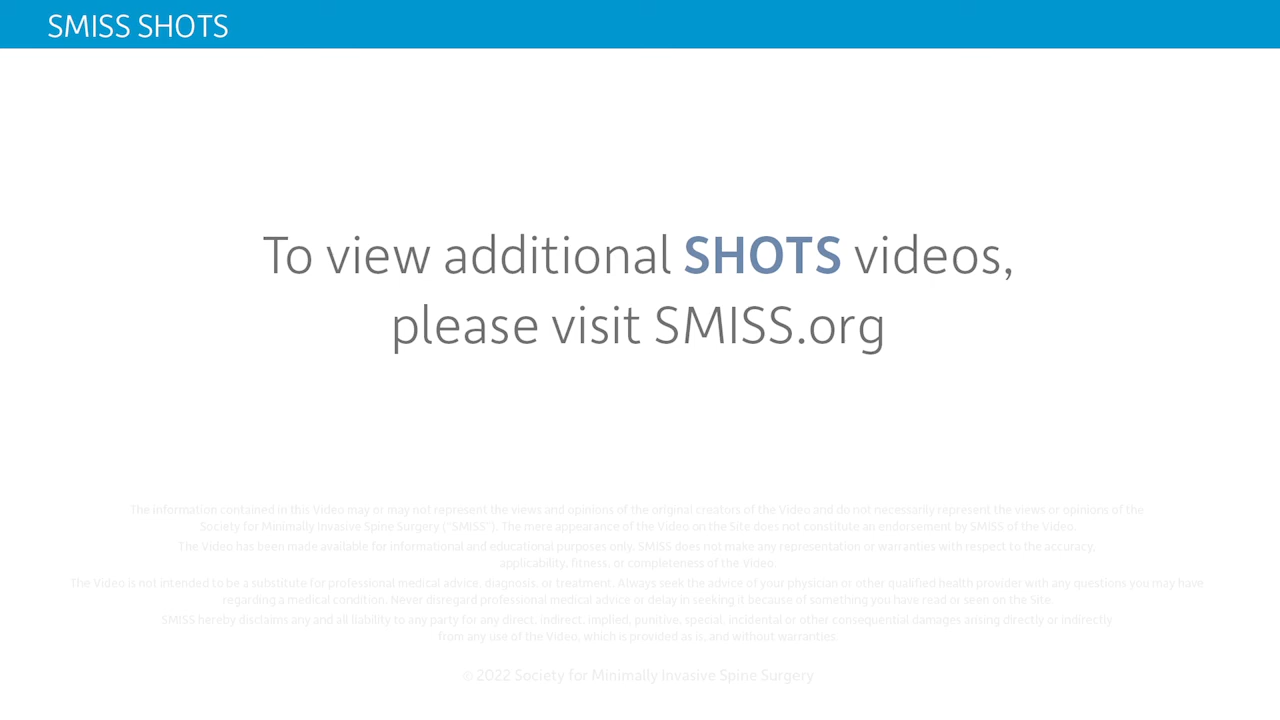 SMISS SHOTS
To view additional SHOTS videos,
please visit SMISS.org
The information contained in this Video may or may not represent the views and opinions of the original creators of the Video and do not necessarily represent the views or opinions of the
Society for Minimally Invasive Spine Surgery ("SMISS"). The mere appearance of the Video on the Site does not constitute an endorsement by SMISS of the Video.
The Video has been made available for informational and educational purposes only. SMISS does not make any representation or warranties with respect to the accuracy,
applicability, fitness, or completeness of the Video.
The Video is not intended to be a substitute for professional medical advice, diagnosis, or treatment. Always seek the advice of your physician or other qualified health provider with any questions you may have
regarding a medical condition. Never disregard professional medical advice or delay in seeking it because of something you have read or seen on the Site.
SMISS hereby disclaims any and all liability to any party for any direct, indirect, implied, punitive, special, incidental or other consequential damages arising directly or indirectly
from any use of the Video, which is provided as is, and without warranties.
© 2022 Society for Minimally Invasive Spine Surgery